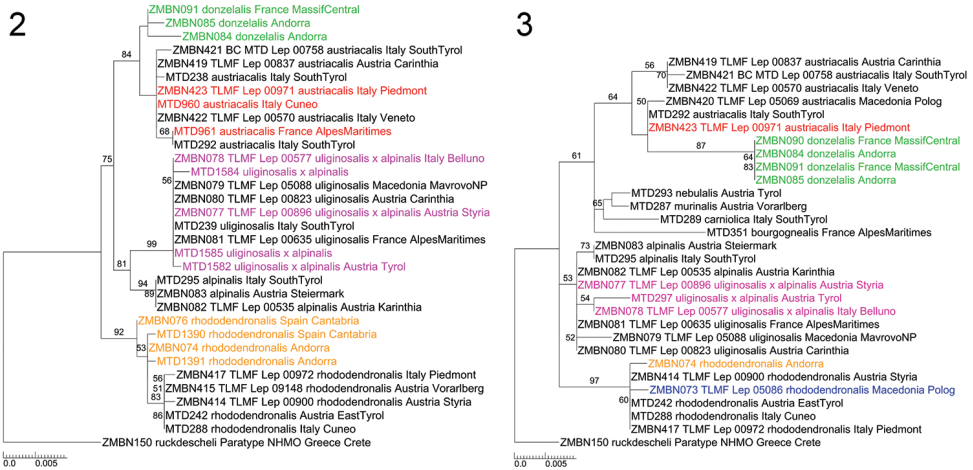 2
ZMBN091 donzelalis France MassifCentral
ZMBN085 donzelalis Andorra
ZMBN084 donzelalis Andorra
84
ZMBN421 BC MTD Lep 00758 austriacalis Italy SouthTyrol
ZMBN419 TLMF Lep 00837 austriacalis Austria Carinthia
MTD238 austriacalis Italy SouthTyrol
ZMBN423 TLMF Lep 00971 austriacalis Italy Piedmont
MTD960 austriacalis Italy Cuneo
ZMBN422 TLMF Lep 00570 austriacalis Italy Veneto
68
MTD961 austriacalis France AlpesMaritimes
MTD292 austriacalis Italy SouthTyrol
75
ZMBN078 TLMF Lep 00577 uliginosalis x alpinalis Italy Belluno
MTD1584 uliginosalis x alpinalis
56
ZMBN079 TLMF Lep 05088 uliginosalis Macedonia MavrovoNP
ZMBN080 TLMF Lep 00823 uliginosalis Austria Carinthia
ZMBN077 TLMF Lep 00896 uliginosalis x alpinalis Austria Styria
MTD239 uliginosalis Italy SouthTyrol
99
ZMBN081 TLMF Lep 00635 uliginosalis France AlpesMaritimes
MTD1585 uliginosalis x alpinalis
81
MTD1582 uliginosalis x alpinalis Austria Tyrol
94
MTD295 alpinalis Italy SouthTyrol
89
ZMBN083 alpinalis Austria Steiermark
ZMBN082 TLMF Lep 00535 alpinalis Austria Karinthia
ZMBN076 rhododendronalis Spain Cantabria
92
MTD1390 rhododendronalis Spain Cantabria
53
ZMBN074 rhododendronalis Andorra
MTD1391 rhododendronalis Andorra
56
ZMBN417 TLMF Lep 00972 rhododendronalis Italy Piemont
51
ZMBN415 TLMF Lep 09148 rhododendronalis Austria Vorarlberg
83
ZMBN414 TLMF Lep 00900 rhododendronalis Austria Styria
86
MTD242 rhododendronalis Austria EastTyrol
MTD288 rhododendronalis Italy Cuneo
ZMBN150 ruckdescheli Paratype NHMO Greece Crete
0.0 0.005
3
56
ZMBN419 TLMF Lep 00837 austriacalis Austria Carinthia
70
ZMBN421 BC MTD Lep 00758 austriacalis Italy SouthTyrol
ZMBN422 TLMF Lep 00570 austriacalis Italy Veneto
64
50
ZMBN420 TLMF Lep 05069 austriacalis Macedonia Polog
MTD292 austriacalis Italy SouthTyrol
ZMBN423 TLMF Lep 00971 austriacalis Italy Piedmont
87
ZMBN090 donzelalis France MassifCentral
64
ZMBN084 donzelalis Andorra
83
ZMBN091 donzelalis France MassifCentral
ZMBN085 donzelalis Andorra
61
MTD293 nebulalis Austria Tyrol
65
MTD287 murinalis Austria Vorarlberg
MTD289 carniolica Italy SouthTyrol
MTD351 bourgognealis France AlpesMaritimes
73
ZMBN083 alpinalis Austria Steiermark
MTD295 alpinalis Italy SouthTyrol
ZMBN082 TLMF Lep 00535 alpinalis Austria Karinthia
53
ZMBN077 TLMF Lep 00896 uliginosalis x alpinalis Austria Styria
54
MTD297 uliginosalis x alpinalis Austria Tyrol
ZMBN078 TLMF Lep 00577 uliginosalis x alpinalis Italy Belluno
ZMBN081 TLMF Lep 00635 uliginosalis France AlpesMaritimes
52
ZMBN079 TLMF Lep 05088 uliginosalis Macedonia MavrovoNP
ZMBN080 TLMF Lep 00823 uliginosalis Austria Carinthia
ZMBN074 rhododendronalis Andorra
97
ZMBN414 TLMF Lep 00900 rhododendronalis Austria Styria
ZMBN073 TLMF Lep 05086 rhododendronalis Macedonia Polog
60
MTD242 rhododendronalis Austria EastTyrol
MTD288 rhododendronalis Italy Cuneo
ZMBN417 TLMF Lep 00972 rhododendronalis Italy Piemont
ZMBN150 ruckdescheli Paratype NHMO Greece Crete
0.0 0.005